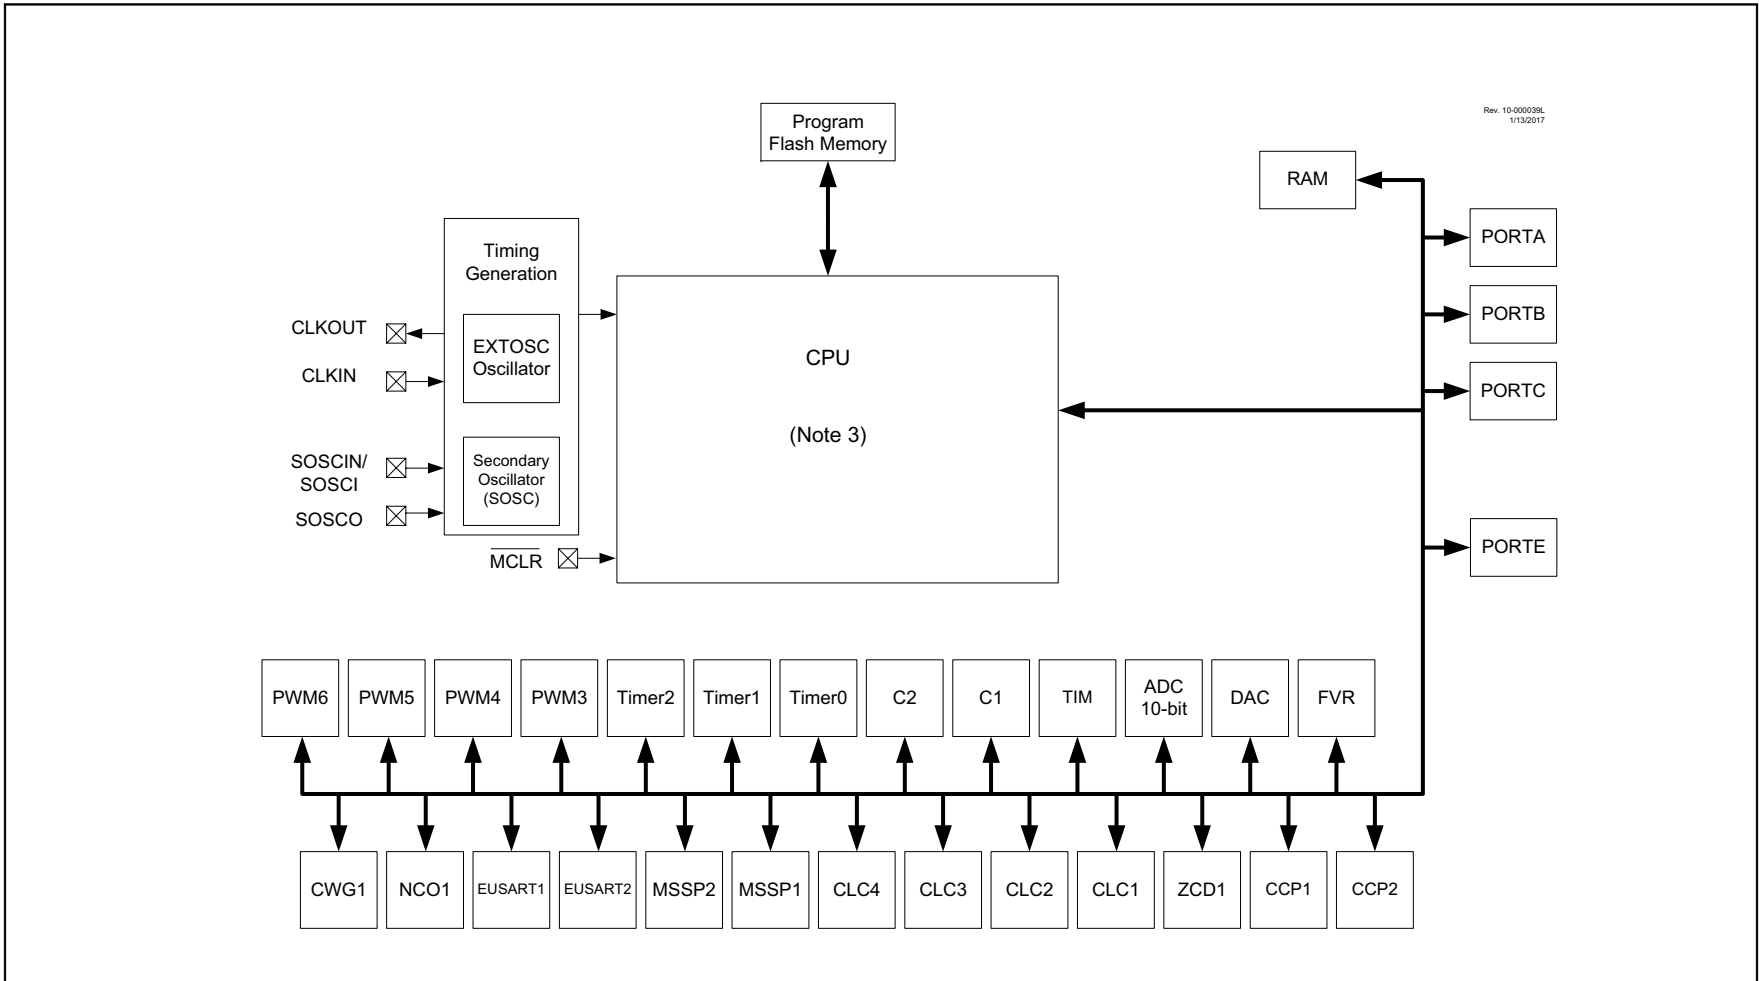 Program
Flash Memory
Rev. 10-000039L
1/13/2017
RAM
PORTA
Timing
Generation
PORTB
CLKOUT
EXTOSC
Oscillator
CPU
CLKIN
PORTC
(Note 3)
SOSCIN/
SOSCI
Secondary
Oscillator
(SOSC)
SOSCO
MCLR
PORTE
PWM6 PWM5 PWM4 PWM3 Timer2 Timer1 Timer0 C2 C1 TIM ADC
10-bit DAC FVR
CWG1 NCO1 EUSART1 EUSART2 MSSP2 MSSP1 CLC4 CLC3 CLC2 CLC1 ZCD1 CCP1 CCP2